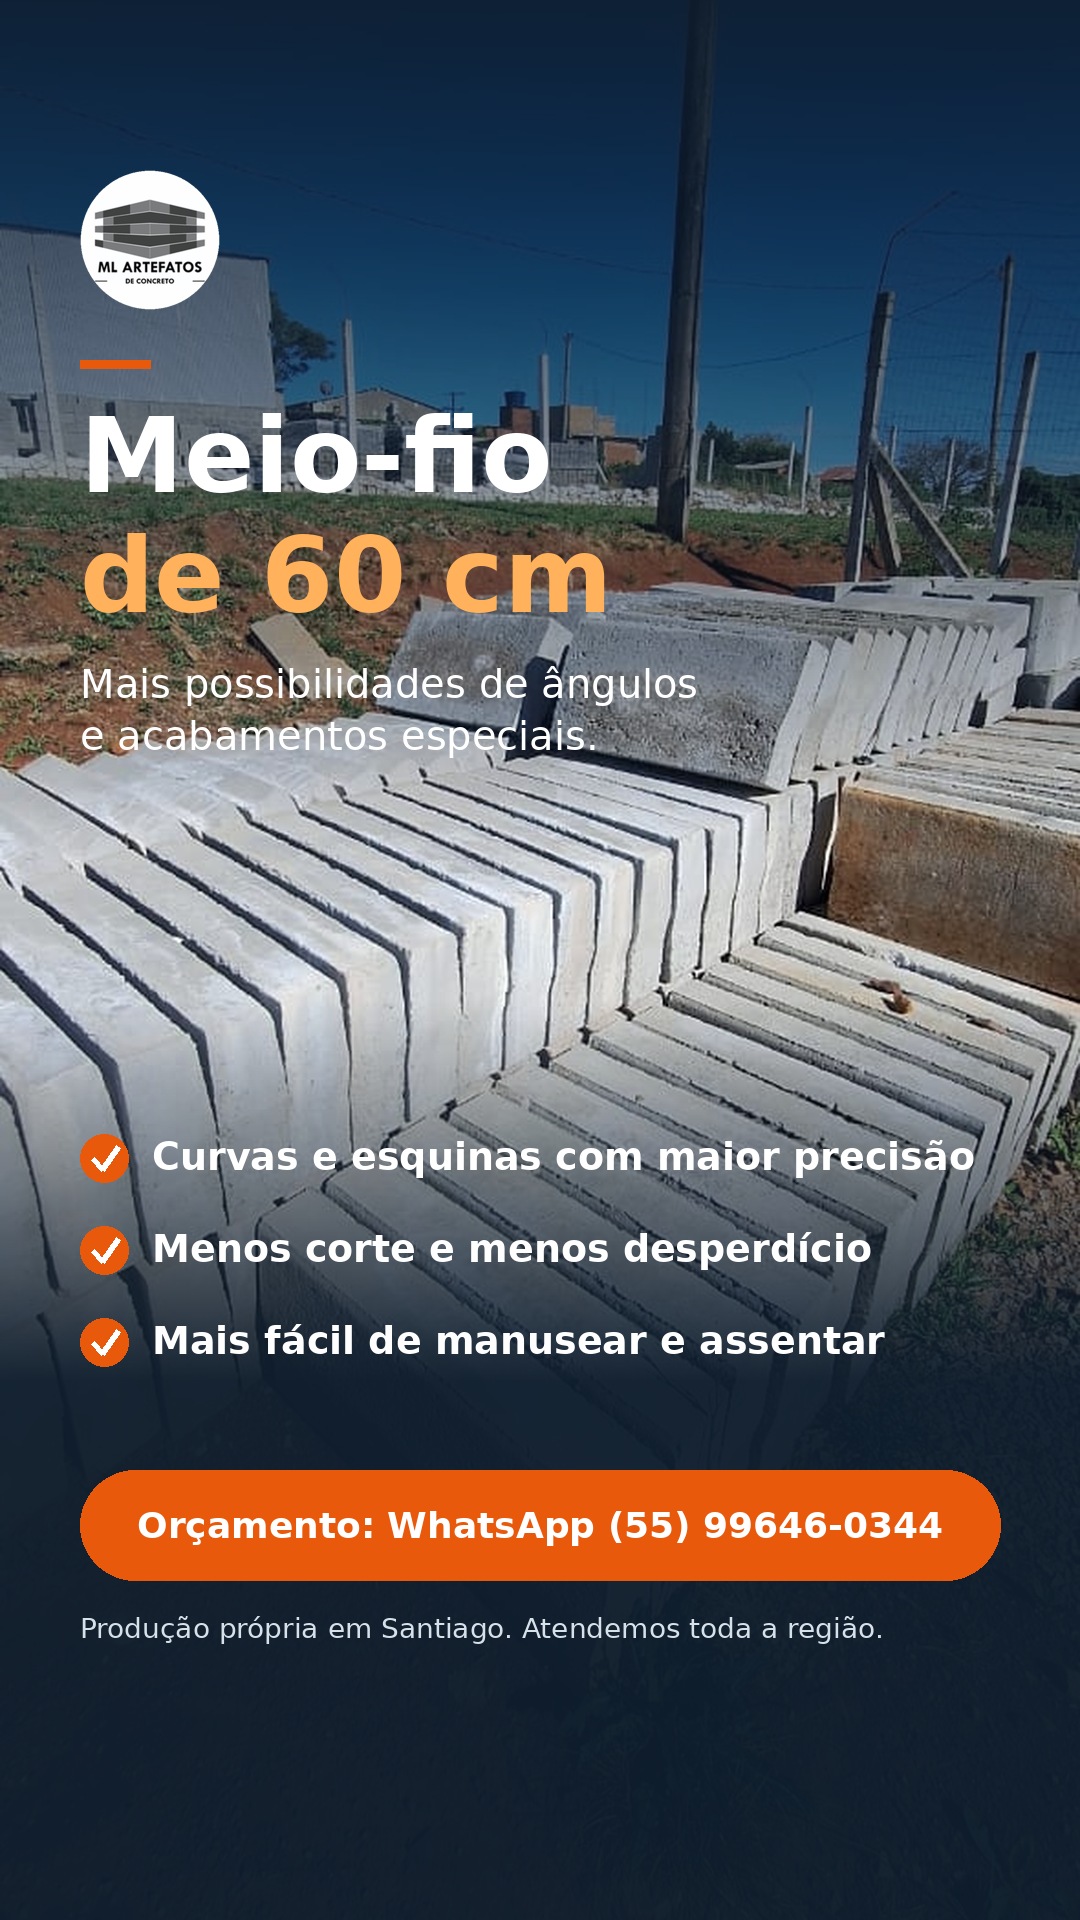 ML ARTEFATOS
DE CONCRETO
Meio-fio
de 60 cm
Mais possibilidades de ângulos
e acabamentos especiais.
Curvas e esquinas com maior precisão
Menos corte e menos desperdício
Mais fácil de manusear e assentar
Orçamento: WhatsApp (55) 99646-0344
Produção própria em Santiago. Atendemos toda a região.